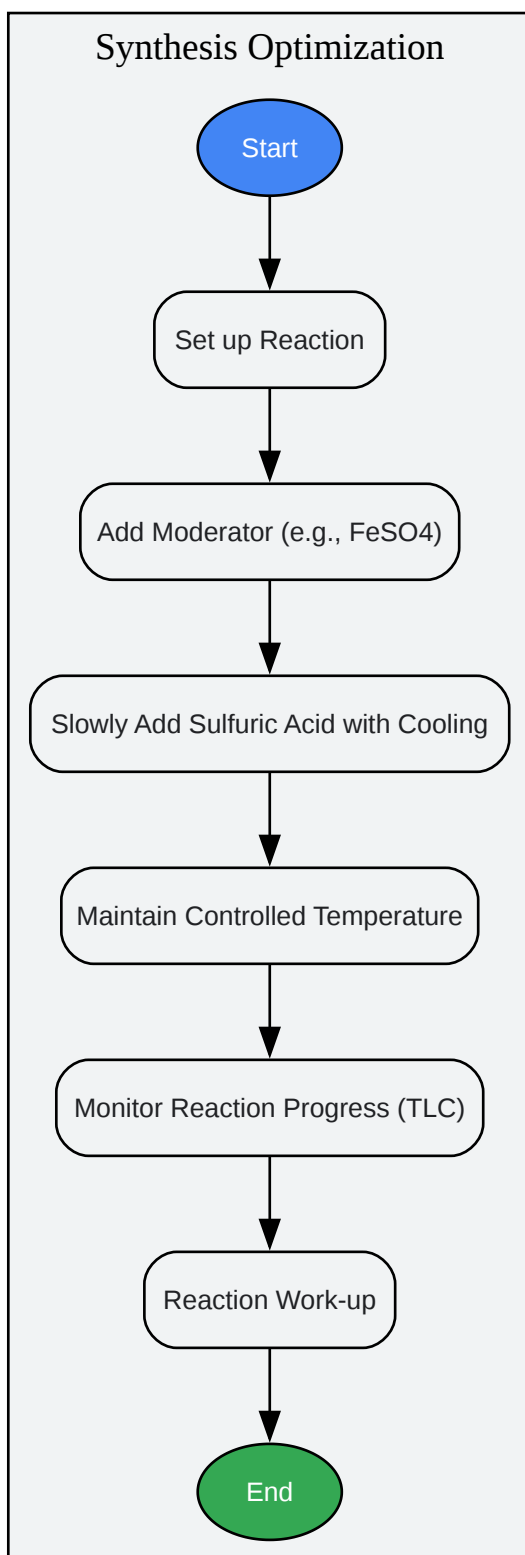 Synthesis Optimization
Start
Set up Reaction
Add Moderator (e.g., FeSO4)
Slowly Add Sulfuric Acid with Cooling
Maintain Controlled Temperature
Monitor Reaction Progress (TLC)
Reaction Work-up
End